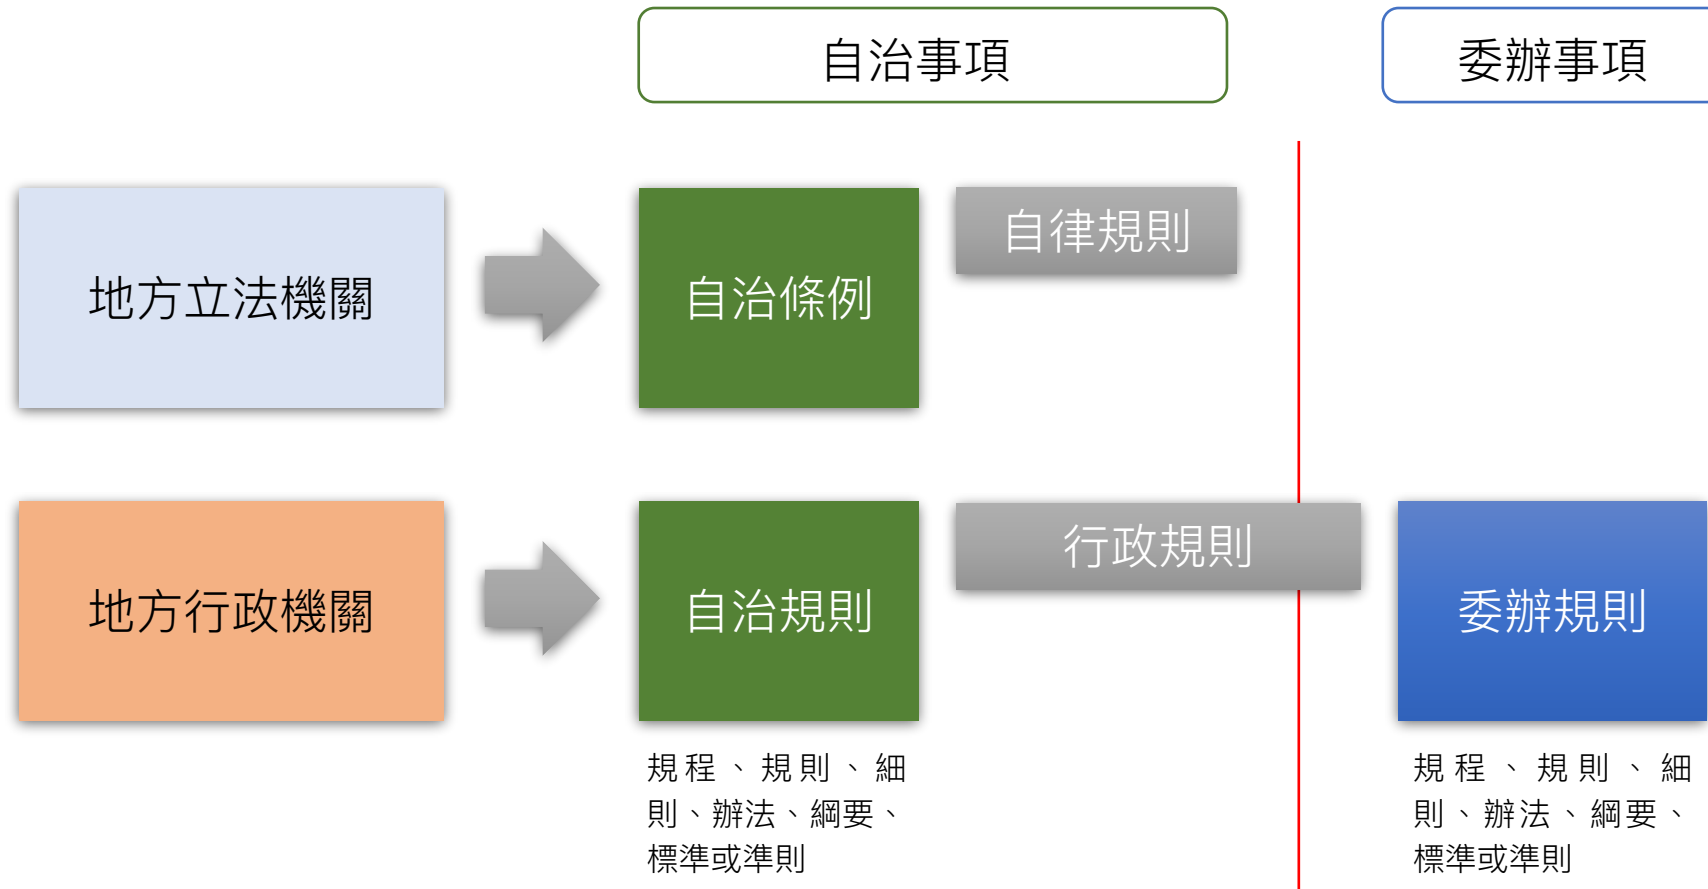 自治事項
委辦事項
自律規則
地方立法機關
自治條例
行政規則
地方行政機關
自治規則
委辦規則
規程、規則、細
則、辦法、綱要、
標準或準則
規程、規則、細
則、辦法、綱要、
標準或準則